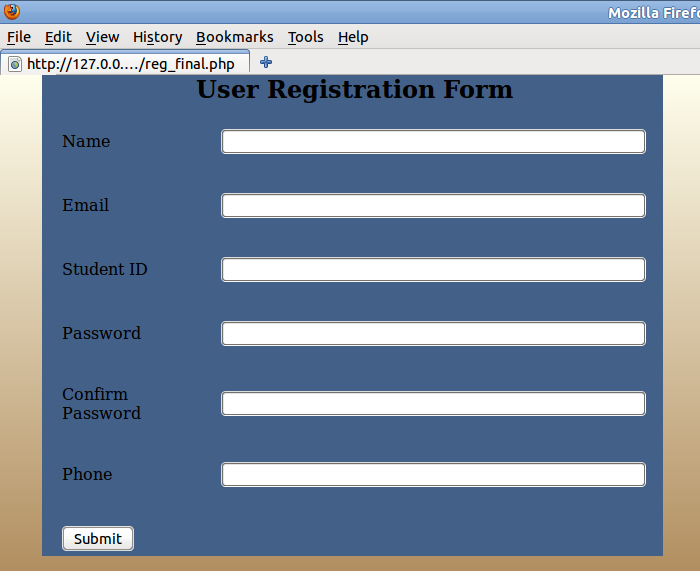 Mozilla Firefo
File Edit View History Bookmarks Tools Help
http://127.0.0..../reg_final.php
User Registration Form
Name
Email
Student ID
Password
Confirm
Password
Phone
Submit